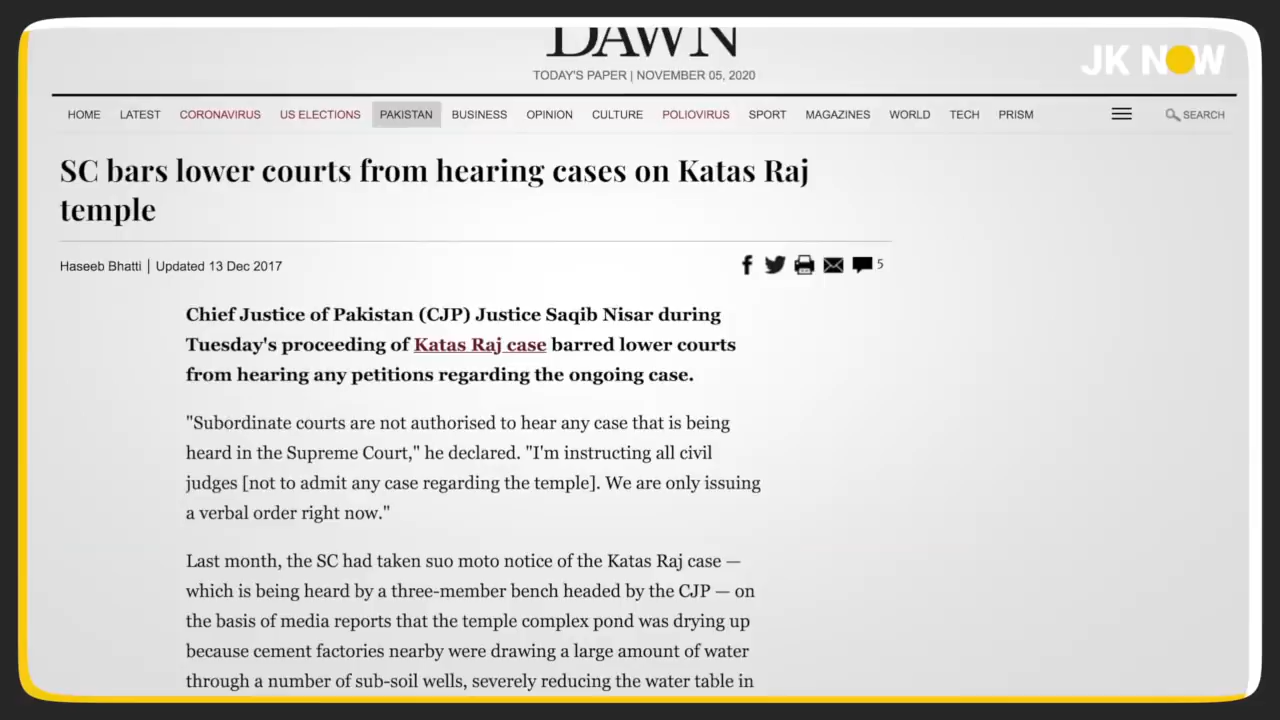 DAWN
JK NOW
TODAY'S PAPER | NOVEMBER 05, 2020
HOME LATEST CORONAVIRUS US ELECTIONS PAKISTAN BUSINESS OPINION CULTURE POLIOVIRUS SPORT MAGAZINES WORLD TECH PRISM SEARCH
SC bars lower courts from hearing cases on Katas Raj
temple
Haseeb Bhatti | Updated 13 Dec 2017 5
Chief Justice of Pakistan (CJP) Justice Saqib Nisar during
Tuesday's proceeding of Katas Raj case barred lower courts
from hearing any petitions regarding the ongoing case.
"Subordinate courts are not authorised to hear any case that is being
heard in the Supreme Court," he declared. "I'm instructing all civil
judges [not to admit any case regarding the temple]. We are only issuing
a verbal order right now."
Last month, the SC had taken suo moto notice of the Katas Raj case —
which is being heard by a three-member bench headed by the CJP — on
the basis of media reports that the temple complex pond was drying up
because cement factories nearby were drawing a large amount of water
through a number of sub-soil wells, severely reducing the water table in